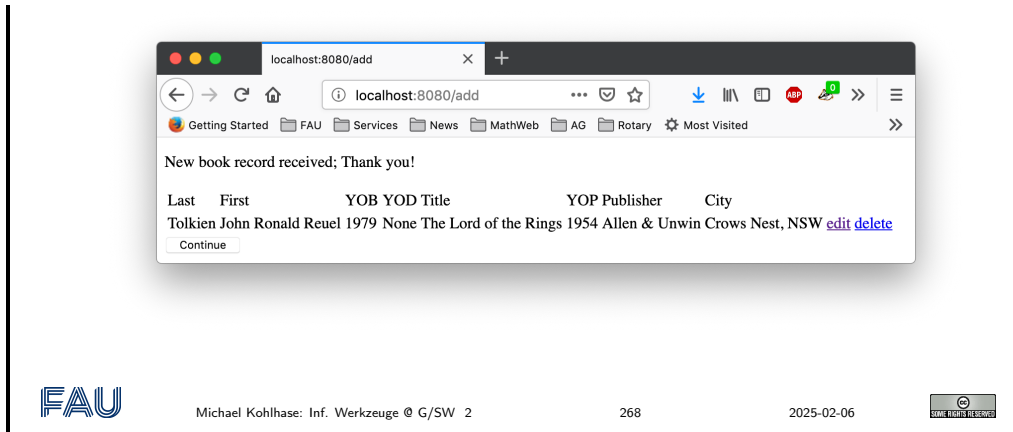 localhost:8080/add
localhost:8080/add
ABP
0
Getting Started FAU Services News MathWeb AG Rotary Most Visited
New book record received; Thank you!
Last First YOB YOD Title YOP Publisher City
Tolkien John Ronald Reuel 1979 None The Lord of the Rings 1954 Allen & Unwin Crows Nest, NSW edit delete
Continue
FAU Michael Kohlhase: Inf. Werkzeuge @ G/SW 2 268 2025-02-06
cc
SOME RIGHTS RESERVED